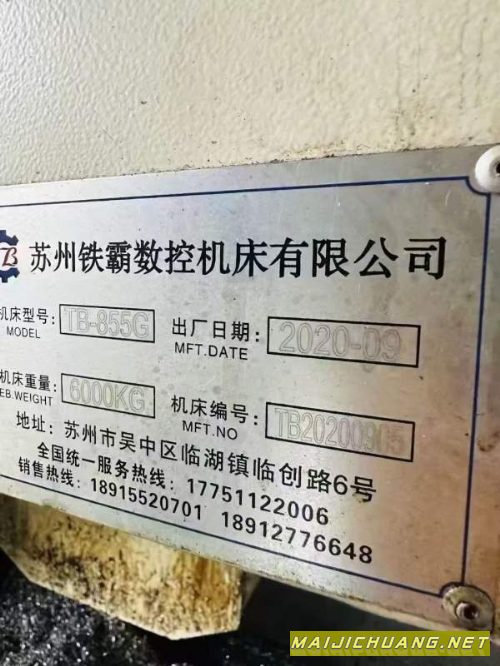 苏州铁霸数控机床有限公司
机床型号: TB-855G 出厂日期: 2020-09
MODEL MFT.DATE
机床重量: 6000KG 机床编号: TB20200905
EB.WEIGHT MFT.NO
地址: 苏州市吴中区临湖镇临创路6号
全国统一服务热线: 17751122006
销售热线: 18915520701 18912776648
MAIJICHUANG.NET